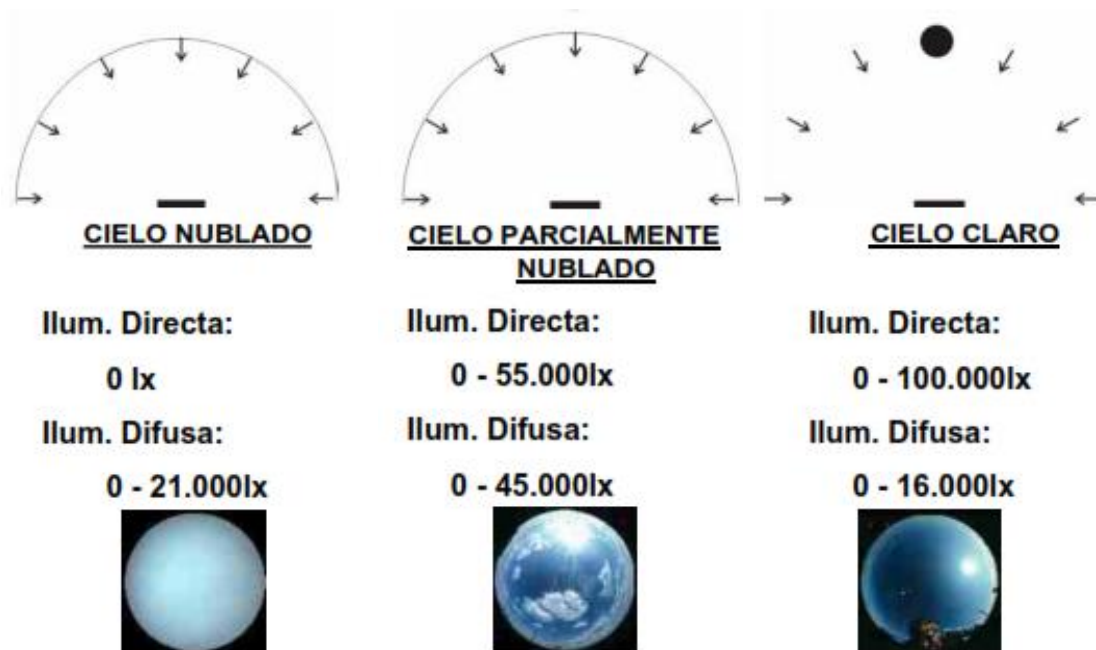 CIELO NUBLADO
Ilum. Directa:
0 lx
Ilum. Difusa:
0 - 21.000lx
CIELO PARCIALMENTE
NUBLADO
Ilum. Directa:
0 - 55.000lx
Ilum. Difusa:
0 - 45.000lx
CIELO CLARO
Ilum. Directa:
0 - 100.000lx
Ilum. Difusa:
0 - 16.000lx